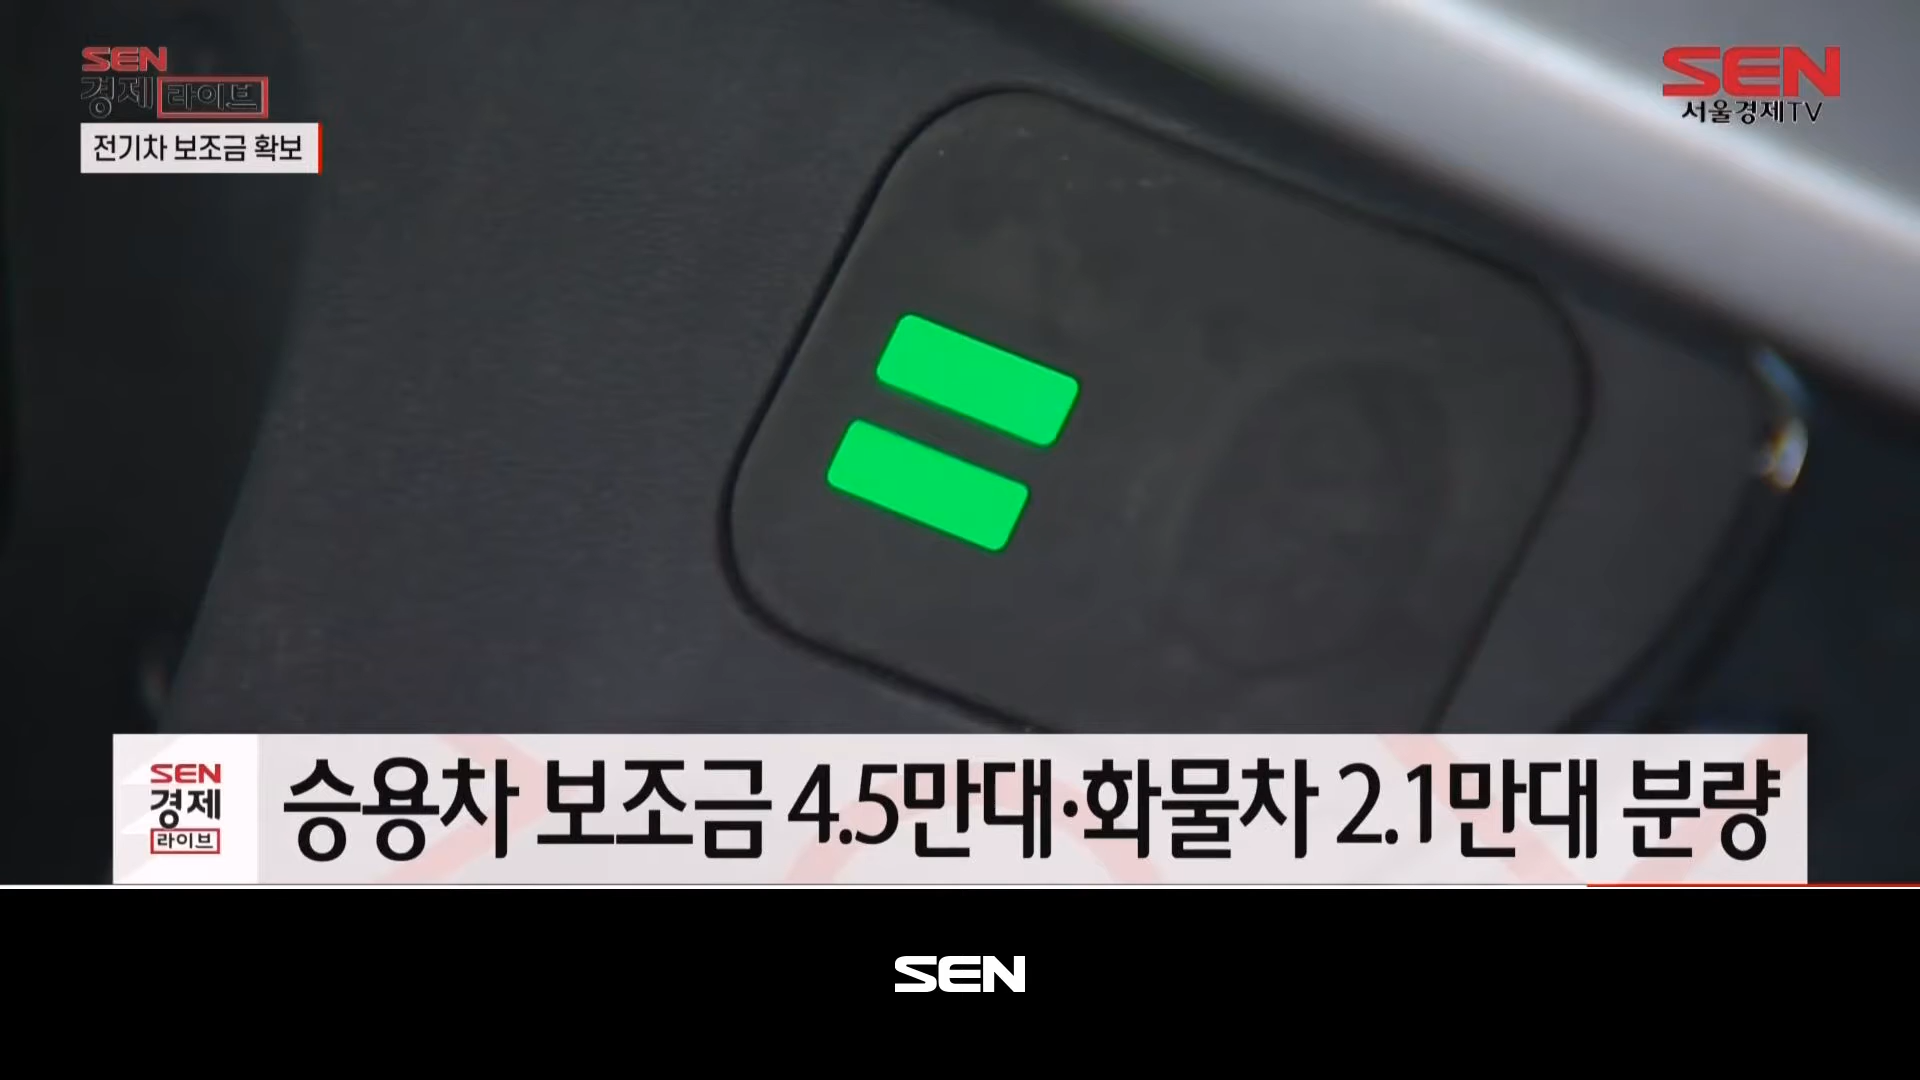 SEN
경제 라이브
전기차 보조금 확보
SEN
서울경제TV
SEN
경제
라이브
승용차 보조금 4.5만대·화물차 2.1만대 분량
SEN